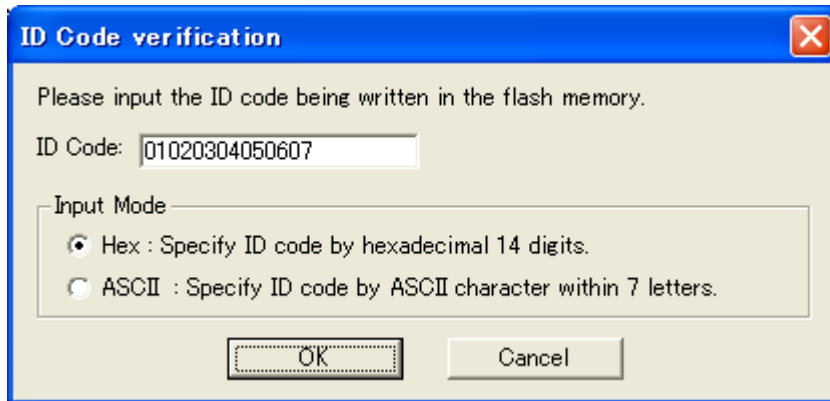 ID Code verification
Please input the ID code being written in the flash memory.
ID Code: 01020304050607
Input Mode
Hex : Specify ID code by hexadecimal 14 digits.
ASCII : Specify ID code by ASCII character within 7 letters.
OK Cancel